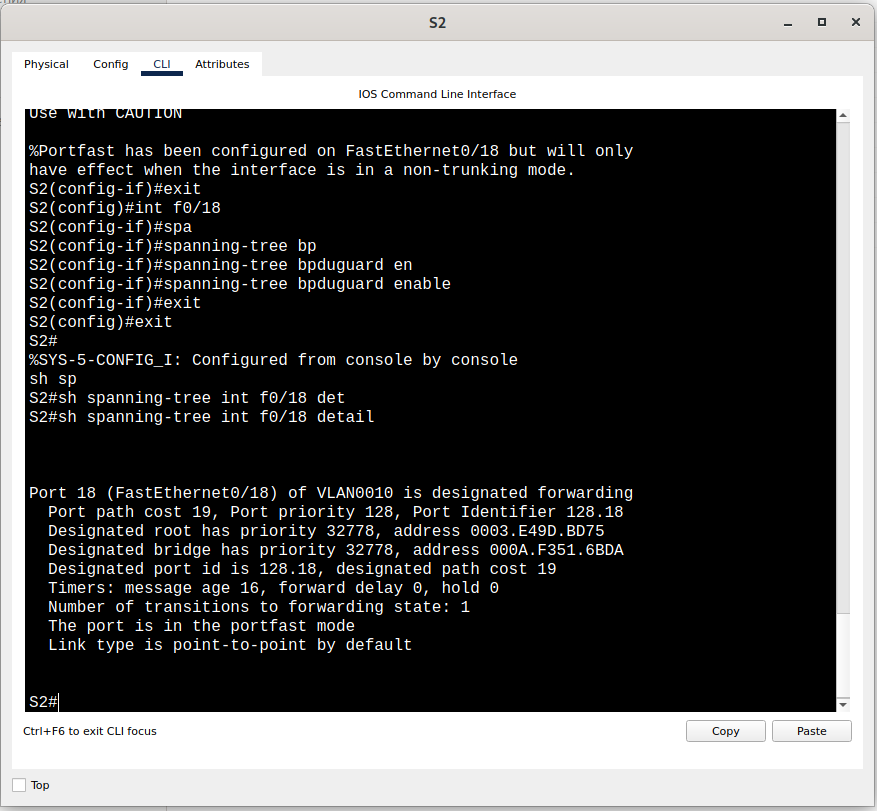 S2
Physical Config CLI Attributes
IOS Command Line Interface
Use with CAUTION
%Portfast has been configured on FastEthernet0/18 but will only
have effect when the interface is in a non-trunking mode.
S2(config-if)#exit
S2(config)#int f0/18
S2(config-if)#spa
S2(config-if)#spanning-tree bp
S2(config-if)#spanning-tree bpduguard en
S2(config-if)#spanning-tree bpduguard enable
S2(config-if)#exit
S2(config)#exit
S2#
%SYS-5-CONFIG_I: Configured from console by console
sh sp
S2#sh spanning-tree int f0/18 det
S2#sh spanning-tree int f0/18 detail
Port 18 (FastEthernet0/18) of VLAN0010 is designated forwarding
Port path cost 19, Port priority 128, Port Identifier 128.18
Designated root has priority 32778, address 0003.E49D.BD75
Designated bridge has priority 32778, address 000A.F351.6BDA
Designated port id is 128.18, designated path cost 19
Timers: message age 16, forward delay 0, hold 0
Number of transitions to forwarding state: 1
The port is in the portfast mode
Link type is point-to-point by default
S2#
Ctrl+F6 to exit CLI focus
Copy Paste
Top